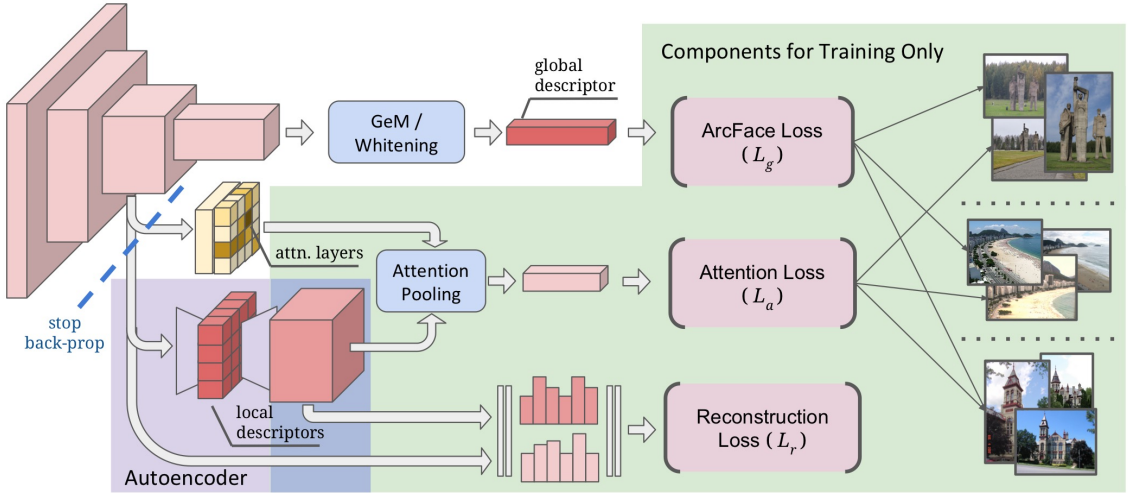 Components for Training Only
global
descriptor
GeM /
Whitening
ArcFace Loss
(L_g)
attn. layers
Attention
Pooling
Attention Loss
(L_a)
stop
back-prop
local
descriptors
Reconstruction
Loss (L_r)
Autoencoder